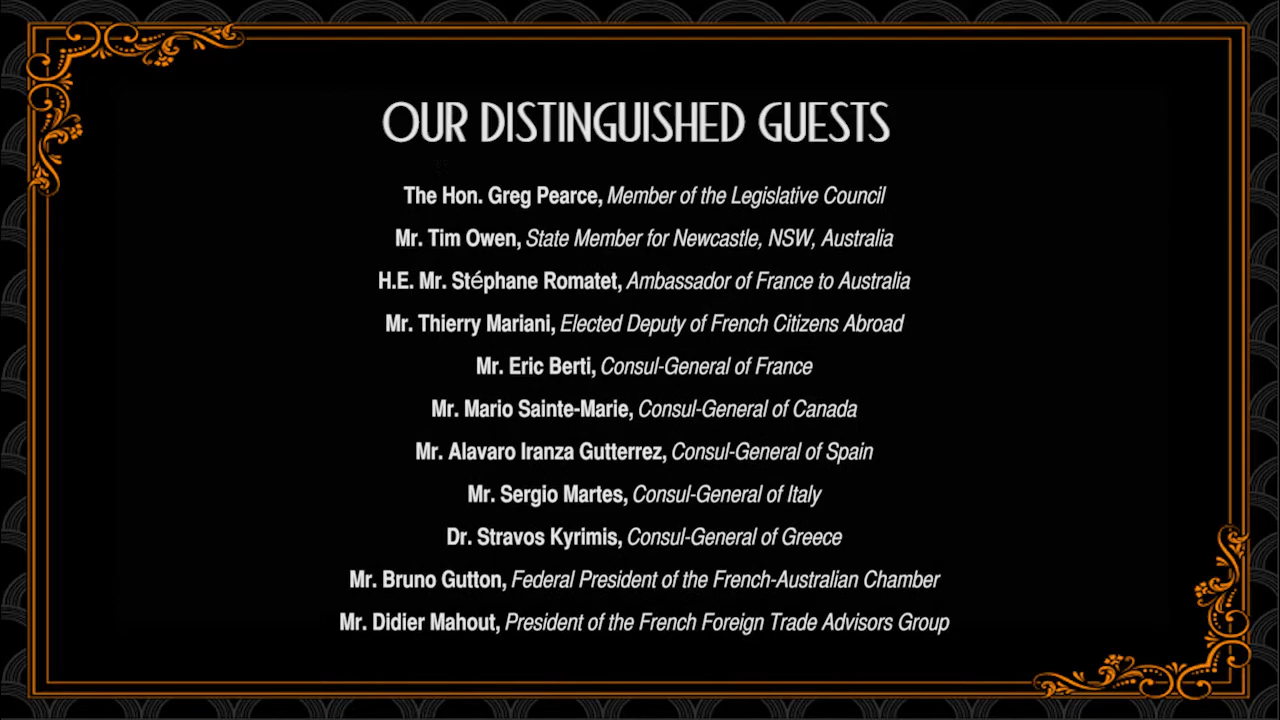 OUR DISTINGUISHED GUESTS
The Hon. Greg Pearce, Member of the Legislative Council
Mr. Tim Owen, State Member for Newcastle, NSW, Australia
H.E. Mr. Stéphane Romatet, Ambassador of France to Australia
Mr. Thierry Mariani, Elected Deputy of French Citizens Abroad
Mr. Eric Berti, Consul-General of France
Mr. Mario Sainte-Marie, Consul-General of Canada
Mr. Alavaro Iranza Gutterrez, Consul-General of Spain
Mr. Sergio Martes, Consul-General of Italy
Dr. Stravos Kyrimis, Consul-General of Greece
Mr. Bruno Gutton, Federal President of the French-Australian Chamber
Mr. Didier Mahout, President of the French Foreign Trade Advisors Group